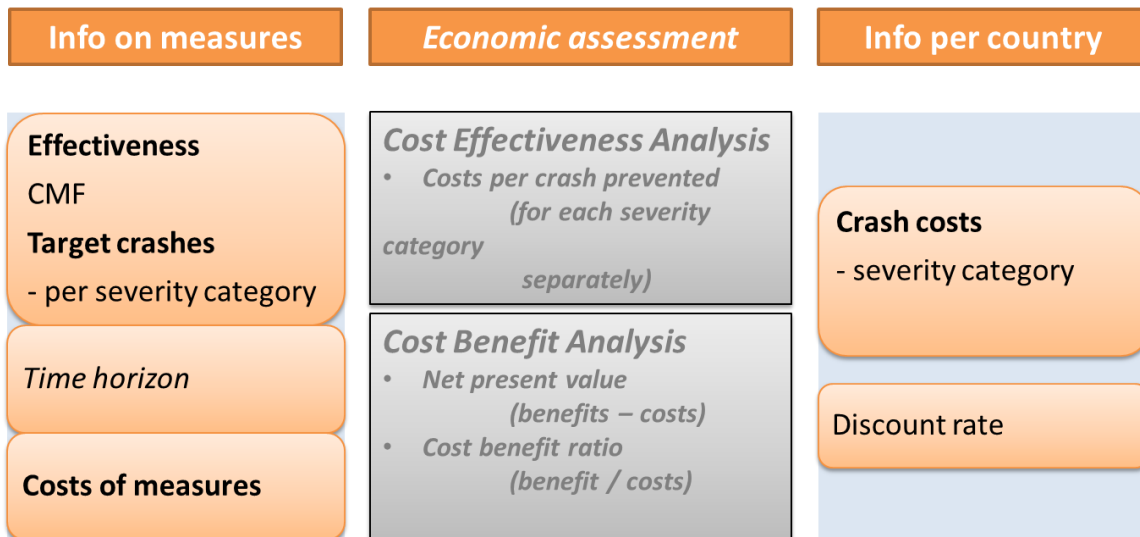 Info on measures
Economic assessment
Info per country
Effectiveness
CMF
Target crashes
- per severity category
Time horizon
Costs of measures
Cost Effectiveness Analysis
• Costs per crash prevented
(for each severity
category
separately)
Cost Benefit Analysis
• Net present value
(benefits – costs)
• Cost benefit ratio
(benefit / costs)
Crash costs
- severity category
Discount rate